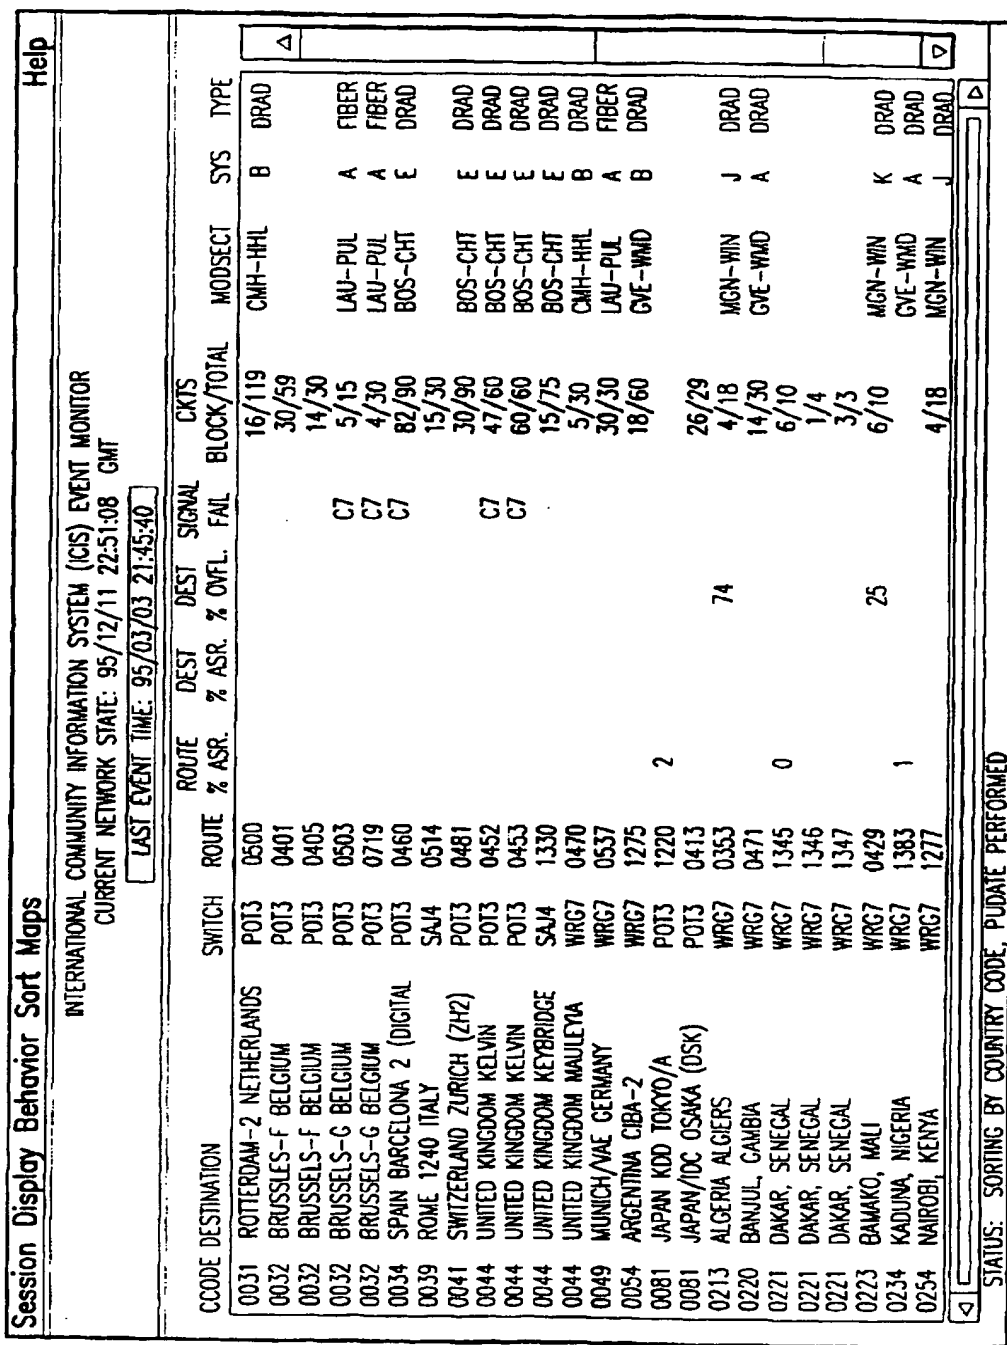 Session Display Behavior Sort Maps Help
INTERNATIONAL COMMUNITY INFORMATION SYSTEM (ICIS) EVENT MONITOR
CURRENT NETWORK STATE: 95/12/11 22:51:08 GMT
LAST EVENT TIME: 95/03/03 21:45:40
ROUTE DEST DEST SIGNAL CKTS
CCODE DESTINATION SWITCH ROUTE % ASR. % ASR. % OVFL. FAIL BLOCK/TOTAL MODSECT SYS TYPE
0031 ROTTERDAM-2 NETHERLANDS POT3 0500 16/119 CMH-HHL B DRAD
0032 BRUSSLES-F BELGIUM POT3 0401 30/59
0032 BRUSSELS-F BELGIUM POT3 0405 14/30
0032 BRUSSELS-G BELGIUM POT3 0503 C7 5/15 LAU-PUL A FIBER
0032 BRUSSELS-G BELGIUM POT3 0719 C7 4/30 LAU-PUL A FIBER
0034 SPAIN BARCELONA 2 (DIGITAL POT3 0460 C7 82/90 BOS-CHT E DRAD
0039 ROME 1240 ITALY SAJ4 0514 15/30
0041 SWITZERLAND ZURICH (ZH2) POT3 0481 30/90 BOS-CHT E DRAD
0044 UNITED KINGDOM KELVIN POT3 0452 C7 47/60 BOS-CHT E DRAD
0044 UNITED KINGDOM KELVIN POT3 0453 C7 60/60 BOS-CHT E DRAD
0044 UNITED KINGDOM KEYBRIDGE SAJ4 1330 15/75 BOS-CHT E DRAD
0044 UNITED KINGDOM MAULEYIA WRG7 0470 5/30 CMH-HHL B DRAD
0049 MUNICH/VAE GERMANY WRG7 0537 30/30 LAU-PUL A FIBER
0054 ARGENTINA CIBA-2 WRG7 1275 18/60 GVE-WMD B DRAD
0081 JAPAN KDD TOKYO/A POT3 1220 2
0081 JAPAN/IDC OSAKA (DSK) POT3 0413 26/29
0213 ALGERIA ALGIERS WRG7 0353 74 4/18 MGN-WIN J DRAD
0220 BANJUL, CAMBIA WRG7 0471 14/30 GVE-WMD A DRAD
0221 DAKAR, SENEGAL WRG7 1345 0 6/10
0221 DAKAR, SENEGAL WRG7 1346 1/4
0221 DAKAR, SENEGAL WRG7 1347 3/3
0223 BAMAKO, MALI WRG7 0429 25 6/10 MGN-WIN K DRAD
0234 KADUNA, NIGERIA WRG7 1383 1 GVE-WMD A DRAD
0254 NAIROBI, KENYA WRG7 1277 4/18 MGN-WIN J DRAD
STATUS: SORTING BY COUNTRY CODE, PUDATE PERFORMED